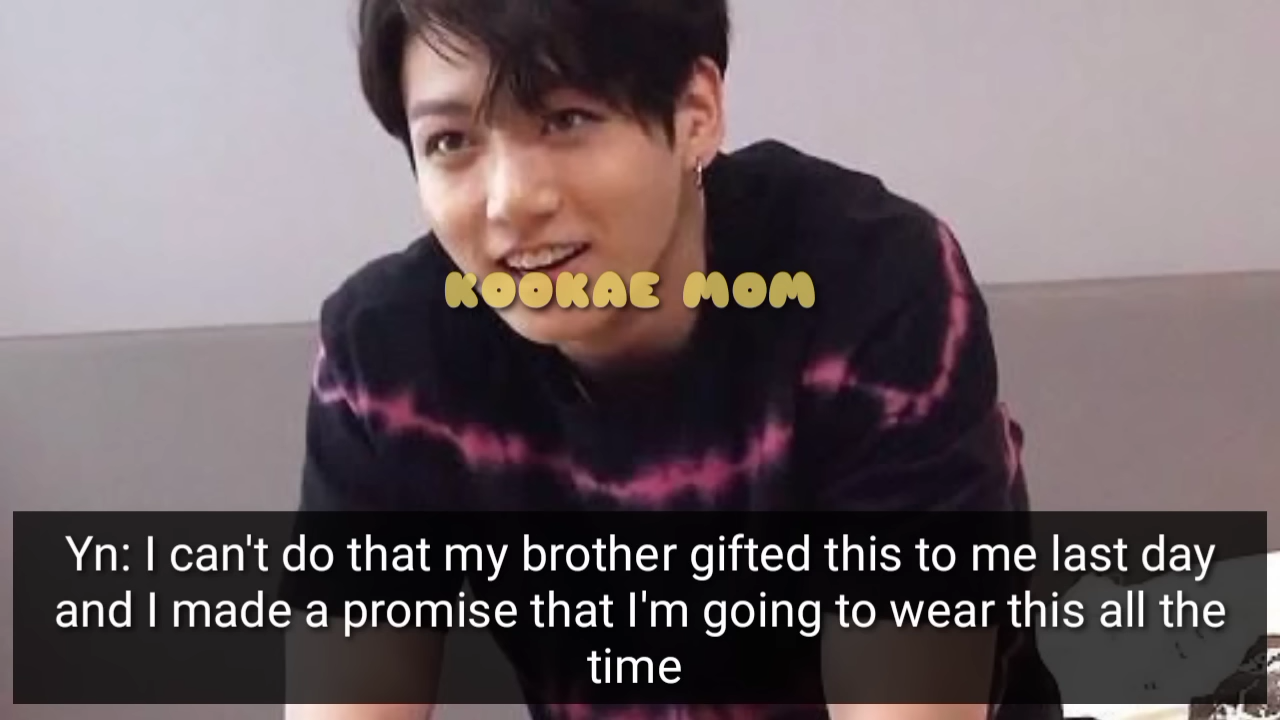 KOOKAE MOM
Yn: I can't do that my brother gifted this to me last day
and I made a promise that I'm going to wear this all the
time